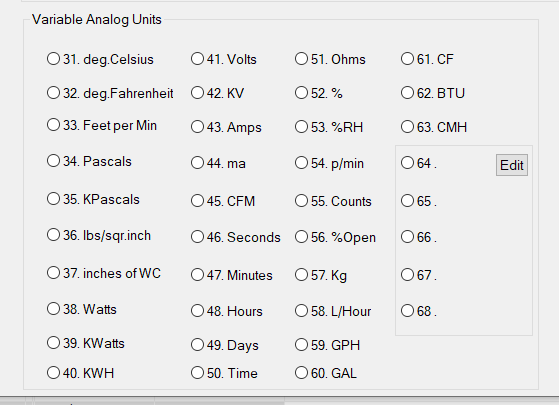 Variable Analog Units
31. deg.Celsius
32. deg.Fahrenheit
33. Feet per Min
34. Pascals
35. KPascals
36. lbs/sqr.inch
37. inches of WC
38. Watts
39. KWatts
40. KWH
41. Volts
42. KV
43. Amps
44. ma
45. CFM
46. Seconds
47. Minutes
48. Hours
49. Days
50. Time
51. Ohms
52. %
53. %RH
54. p/min
55. Counts
56. %Open
57. Kg
58. L/Hour
59. GPH
60. GAL
61. CF
62. BTU
63. CMH
64 .
Edit
65 .
66 .
67 .
68 .